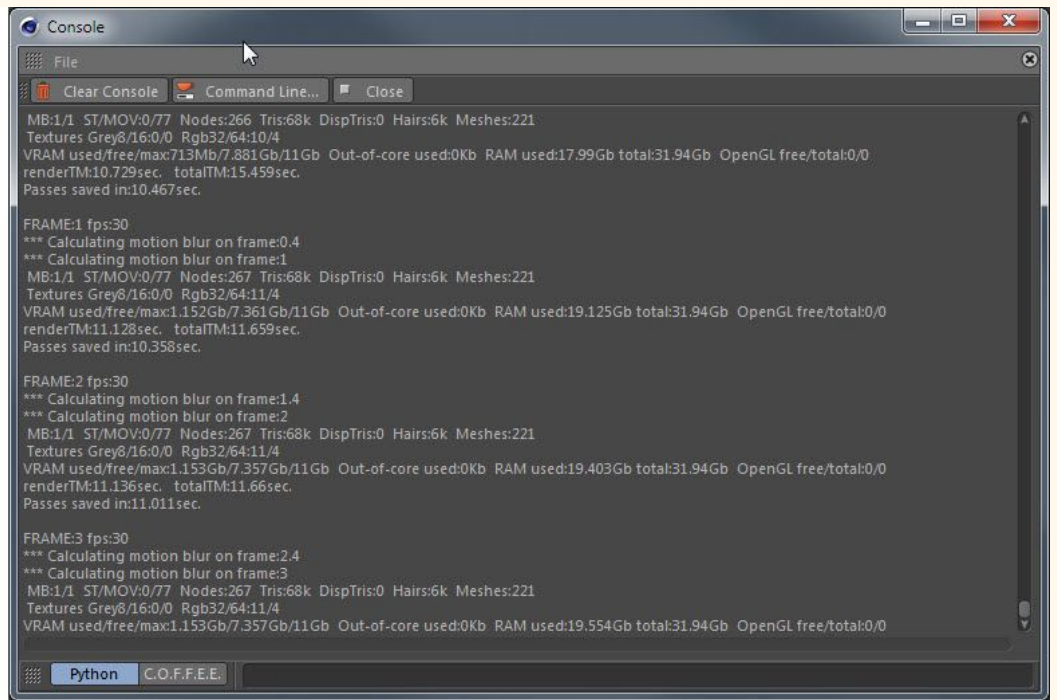 Console
File
Clear Console Command Line... Close
MB:1/1 ST/MOV:0/77 Nodes:266 Tris:68k DispTris:0 Hairs:6k Meshes:221
Textures Grey8/16:0/0 Rgb32/64:10/4
VRAM used/free/max:713Mb/7.881Gb/11Gb Out-of-core used:0Kb RAM used:17.99Gb total:31.94Gb OpenGL free/total:0/0
renderTM:10.729sec. totalTM:15.459sec.
Passes saved in:10.467sec.
FRAME:1 fps:30
*** Calculating motion blur on frame:0.4
*** Calculating motion blur on frame:1
MB:1/1 ST/MOV:0/77 Nodes:267 Tris:68k DispTris:0 Hairs:6k Meshes:221
Textures Grey8/16:0/0 Rgb32/64:11/4
VRAM used/free/max:1.152Gb/7.361Gb/11Gb Out-of-core used:0Kb RAM used:19.125Gb total:31.94Gb OpenGL free/total:0/0
renderTM:11.128sec. totalTM:11.659sec.
Passes saved in:10.358sec.
FRAME:2 fps:30
*** Calculating motion blur on frame:1.4
*** Calculating motion blur on frame:2
MB:1/1 ST/MOV:0/77 Nodes:267 Tris:68k DispTris:0 Hairs:6k Meshes:221
Textures Grey8/16:0/0 Rgb32/64:11/4
VRAM used/free/max:1.153Gb/7.357Gb/11Gb Out-of-core used:0Kb RAM used:19.403Gb total:31.94Gb OpenGL free/total:0/0
renderTM:11.136sec. totalTM:11.66sec.
Passes saved in:11.011sec.
FRAME:3 fps:30
*** Calculating motion blur on frame:2.4
*** Calculating motion blur on frame:3
MB:1/1 ST/MOV:0/77 Nodes:267 Tris:68k DispTris:0 Hairs:6k Meshes:221
Textures Grey8/16:0/0 Rgb32/64:11/4
VRAM used/free/max:1.153Gb/7.357Gb/11Gb Out-of-core used:0Kb RAM used:19.554Gb total:31.94Gb OpenGL free/total:0/0
Python C.O.F.F.E.E.